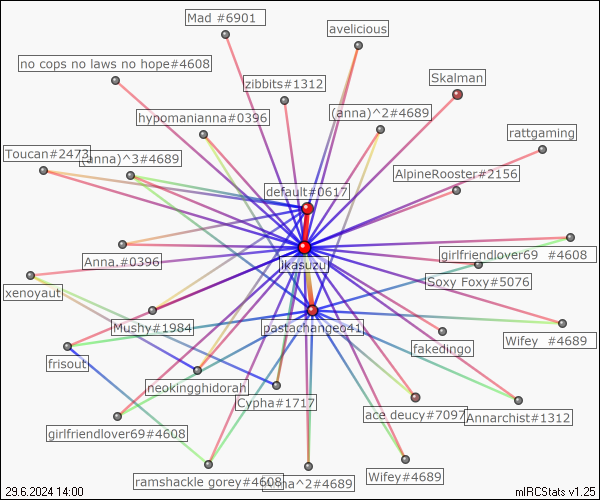 Mad #6901
avelicious
no cops no laws no hope#4608
zibbits#1312
Skalman
hypomanianna#0396
(anna)^2#4689
rattgaming
Toucan#2473
(anna)^3#4689
AlpineRooster#2156
default#0617
Anna.#0396
girlfriendlover69 #4608
ikasuzu
Soxy Foxy#5076
xenoyaut
Mushy#1984
pastachangeo41
Wifey #4689
fakedingo
frisout
neokingghidorah
Cypha#1717
ace deucy#7097
Annarchist#1312
girlfriendlover69#4608
ramshackle gorey#4608
Anna^2#4689
Wifey#4689
29.6.2024 14:00
mIRCStats v1.25